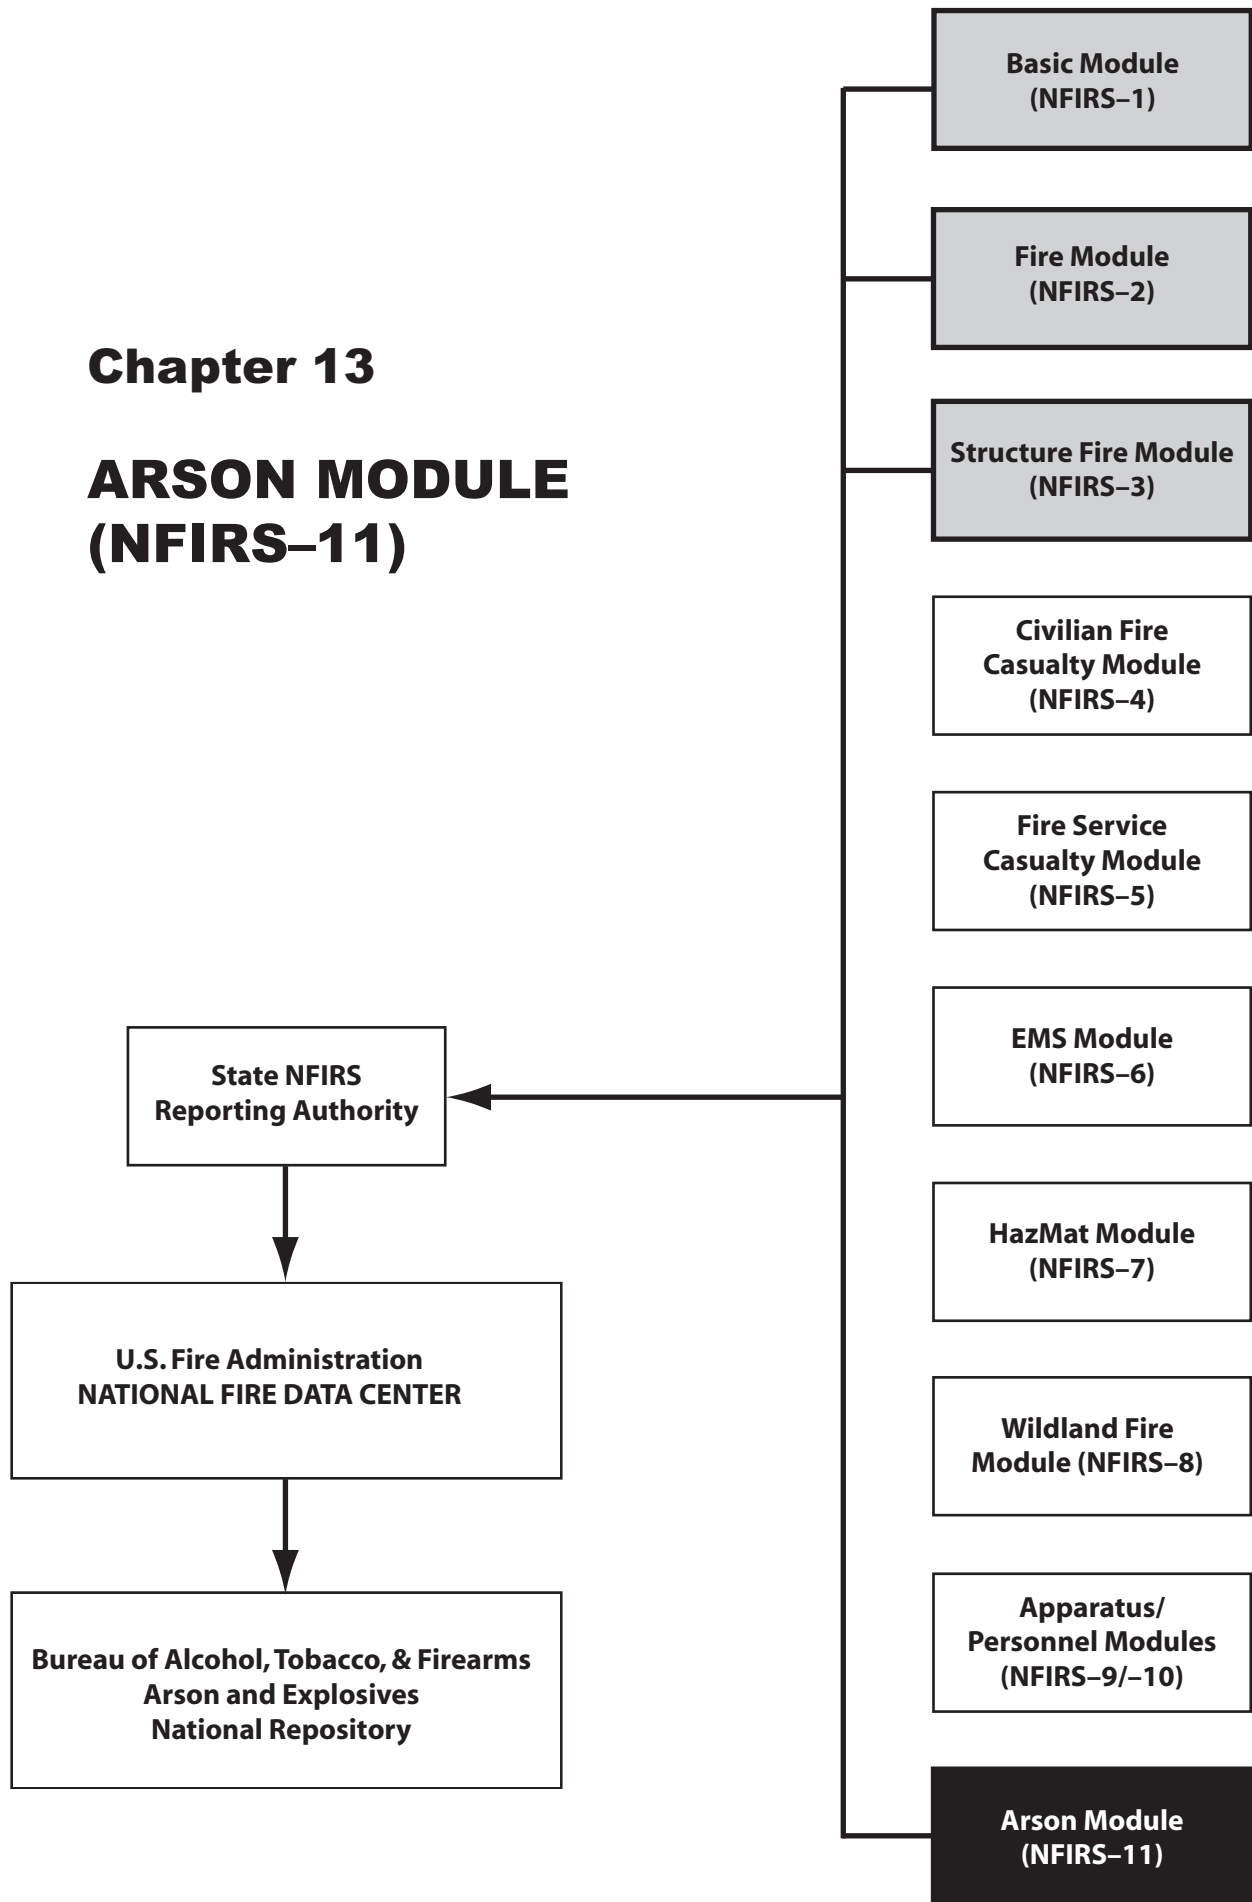 Chapter 13
ARSON MODULE
(NFIRS–11)
Basic Module
(NFIRS–1)
Fire Module
(NFIRS–2)
Structure Fire Module
(NFIRS–3)
Civilian Fire
Casualty Module
(NFIRS–4)
Fire Service
Casualty Module
(NFIRS–5)
EMS Module
(NFIRS–6)
HazMat Module
(NFIRS–7)
Wildland Fire
Module (NFIRS–8)
Apparatus/
Personnel Modules
(NFIRS–9/–10)
Arson Module
(NFIRS–11)
State NFIRS
Reporting Authority
U.S. Fire Administration
NATIONAL FIRE DATA CENTER
Bureau of Alcohol, Tobacco, & Firearms
Arson and Explosives
National Repository